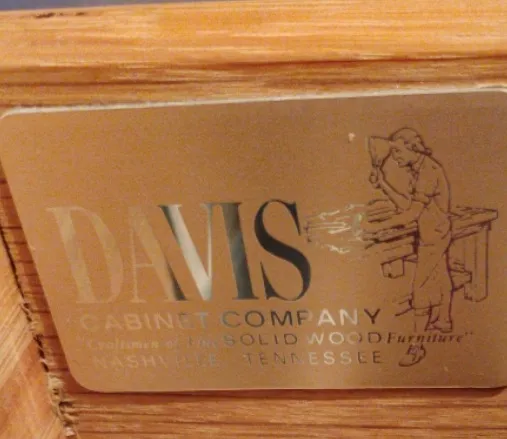 DAVIS
CABINET COMPANY
"Craftsmen of Fine SOLID WOOD Furniture"
NASHVILLE TENNESSEE